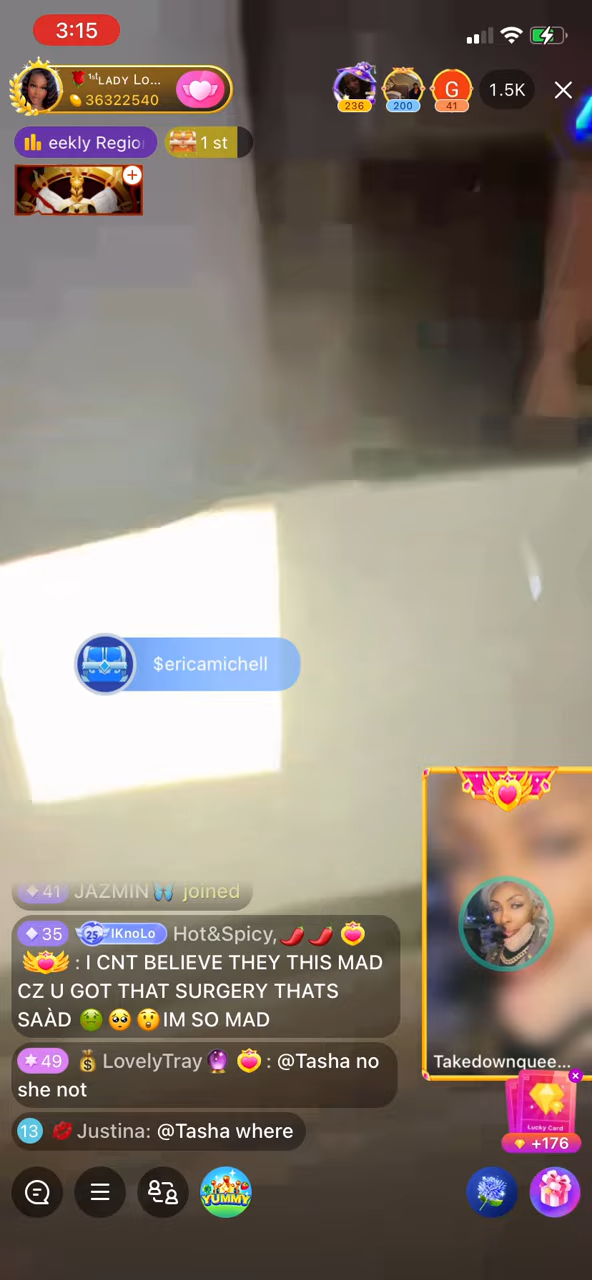 3:15
1st LADY Lo...
36322540
236
200
G
41
1.5K
eekly Regio
1 st
$ericamichell
41 JAZMIN joined
35 IKnoLo Hot&Spicy,
: I CNT BELIEVE THEY THIS MAD
CZ U GOT THAT SURGERY THATS
SAÀD 🤢🥺😲IM SO MAD
49 💰 LovelyTray🔮 : @Tasha no
she not
13 💋 Justina: @Tasha where
Takedownquee...
Lucky Card
+176
YUMMY